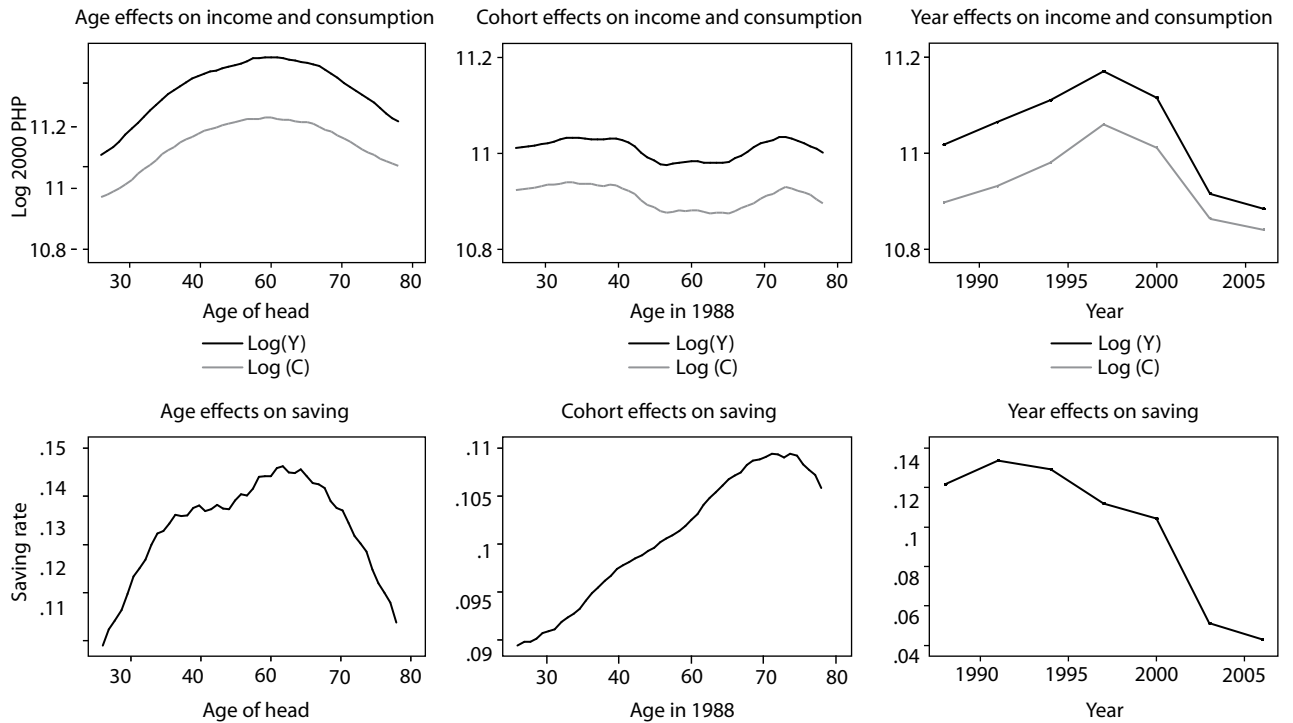 Age effects on income and consumption
Log 2000 PHP
11.2
11
10.8
30 40 50 60 70 80
Age of head
Log(Y)
Log (C)
Cohort effects on income and consumption
11.2
11
10.8
30 40 50 60 70 80
Age in 1988
Log(Y)
Log (C)
Year effects on income and consumption
11.2
11
10.8
1990 1995 2000 2005
Year
Log (Y)
Log (C)
Age effects on saving
Saving rate
.15
.14
.13
.12
.11
30 40 50 60 70 80
Age of head
Cohort effects on saving
.11
.105
.1
.095
.09
30 40 50 60 70 80
Age in 1988
Year effects on saving
.14
.12
.1
.08
.06
.04
1990 1995 2000 2005
Year